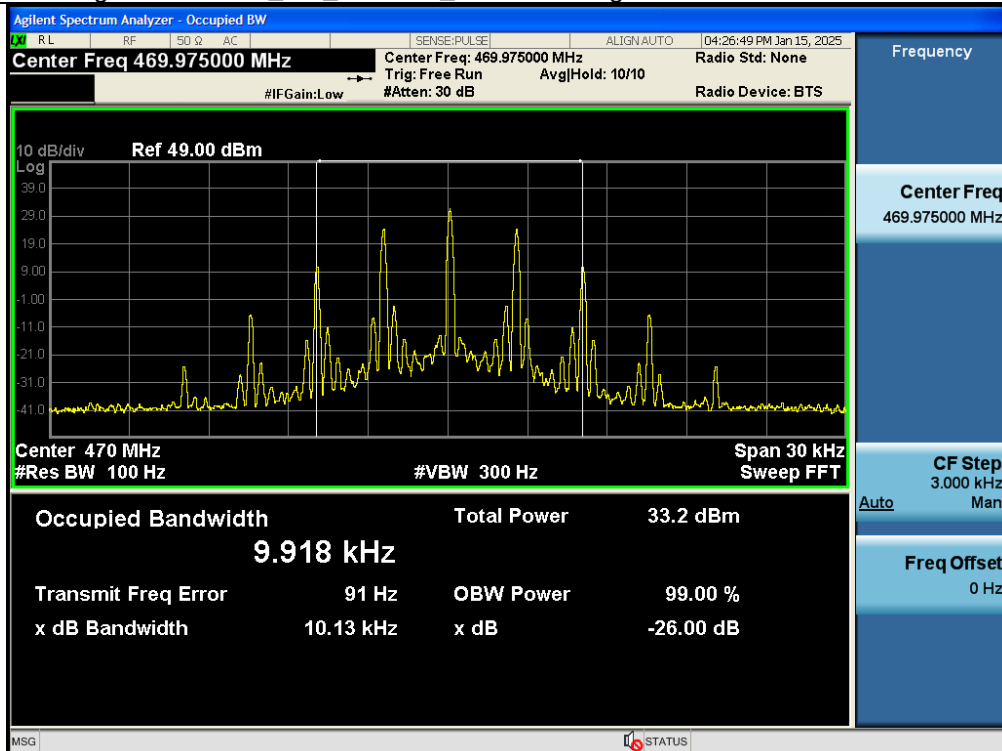 Agilent Spectrum Analyzer - Occupied BW
LXI RL RF 50 Ω AC SENSE:PULSE ALIGN AUTO 04:26:49 PM Jan 15, 2025
Center Freq 469.975000 MHz
Center Freq: 469.975000 MHz
Radio Std: None
Trig: Free Run Avg|Hold: 10/10
#IFGain:Low
#Atten: 30 dB
Radio Device: BTS
10 dB/div Ref 49.00 dBm
Log
39.0
29.0
19.0
9.00
-1.00
-11.0
-21.0
-31.0
-41.0
Center 470 MHz Span 30 kHz
#Res BW 100 Hz #VBW 300 Hz Sweep FFT
Occupied Bandwidth Total Power 33.2 dBm
9.918 kHz
Transmit Freq Error 91 Hz OBW Power 99.00 %
x dB Bandwidth 10.13 kHz x dB -26.00 dB
MSG STATUS
Frequency
Center Freq
469.975000 MHz
CF Step
3.000 kHz
Auto Man
Freq Offset
0 Hz